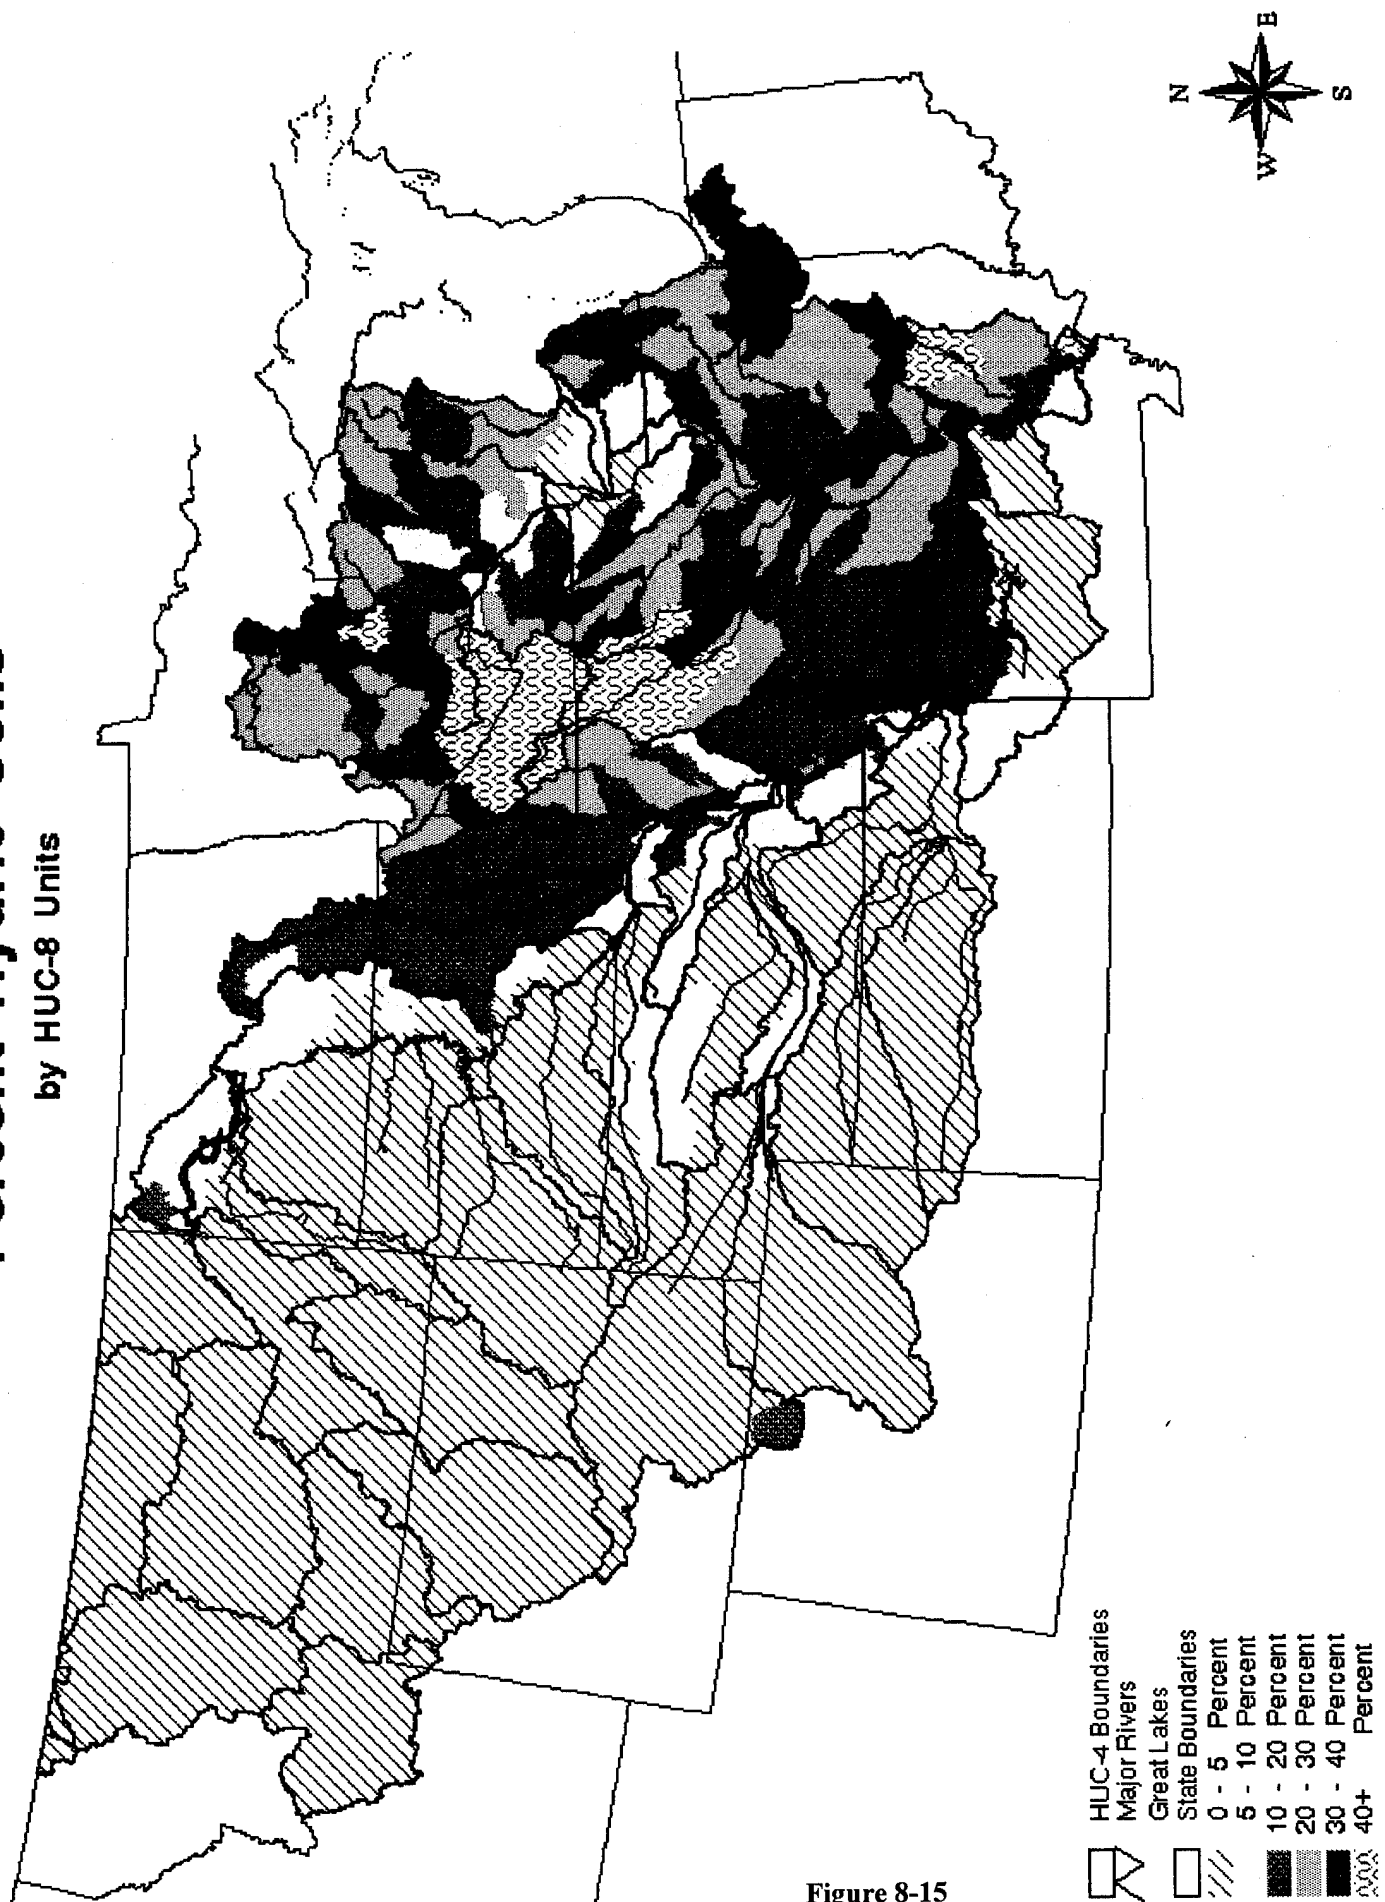 by HUC-8 Units
N
W
E
S
HUC-4 Boundaries
Major Rivers
Great Lakes
State Boundaries
0 - 5 Percent
5 - 10 Percent
10 - 20 Percent
20 - 30 Percent
30 - 40 Percent
40+ Percent
Figure 8-15